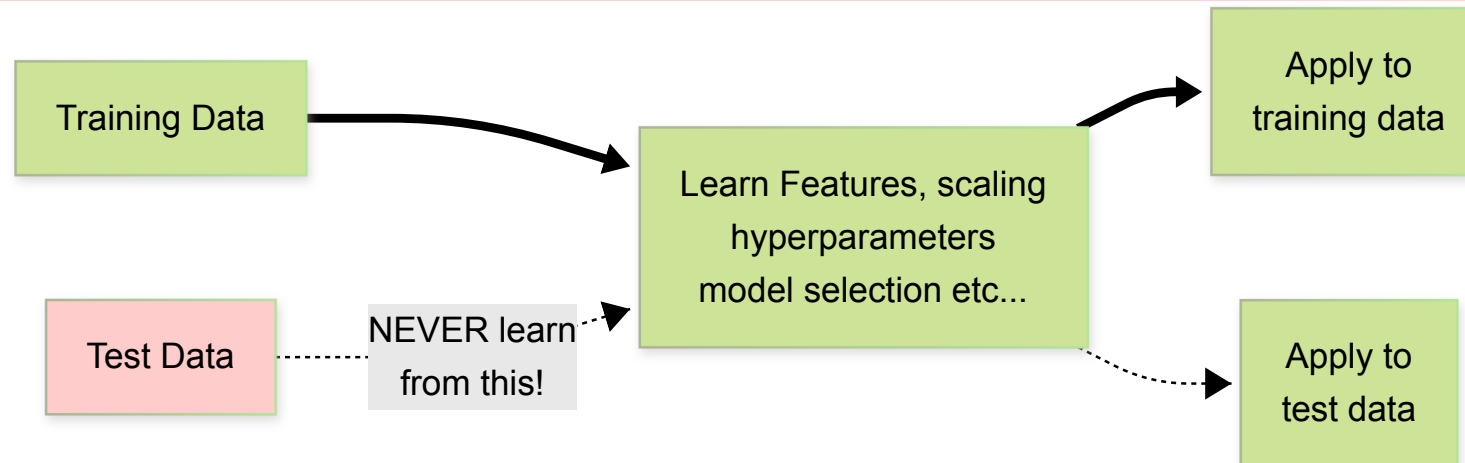 Training Data
Apply to
training data
Learn Features, scaling
hyperparameters
model selection etc...
Test Data
NEVER learn
from this!
Apply to
test data